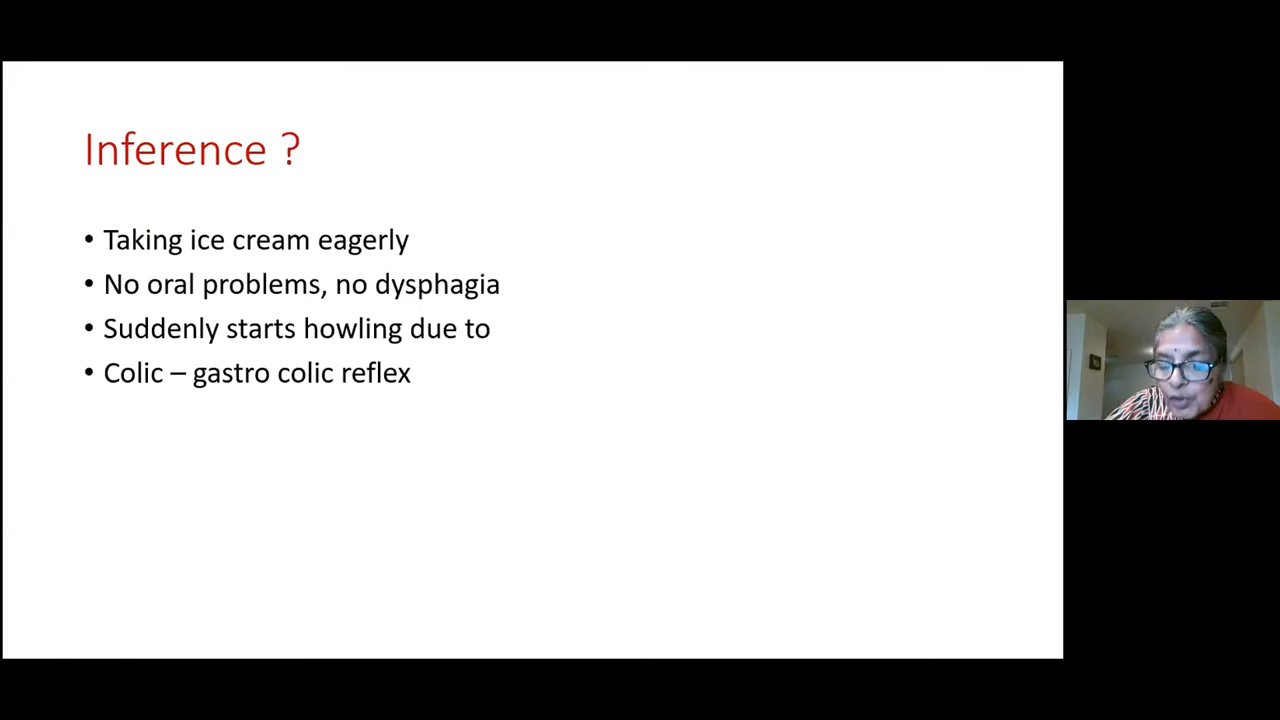 Inference ?
• Taking ice cream eagerly
• No oral problems, no dysphagia
• Suddenly starts howling due to
• Colic – gastro colic reflex